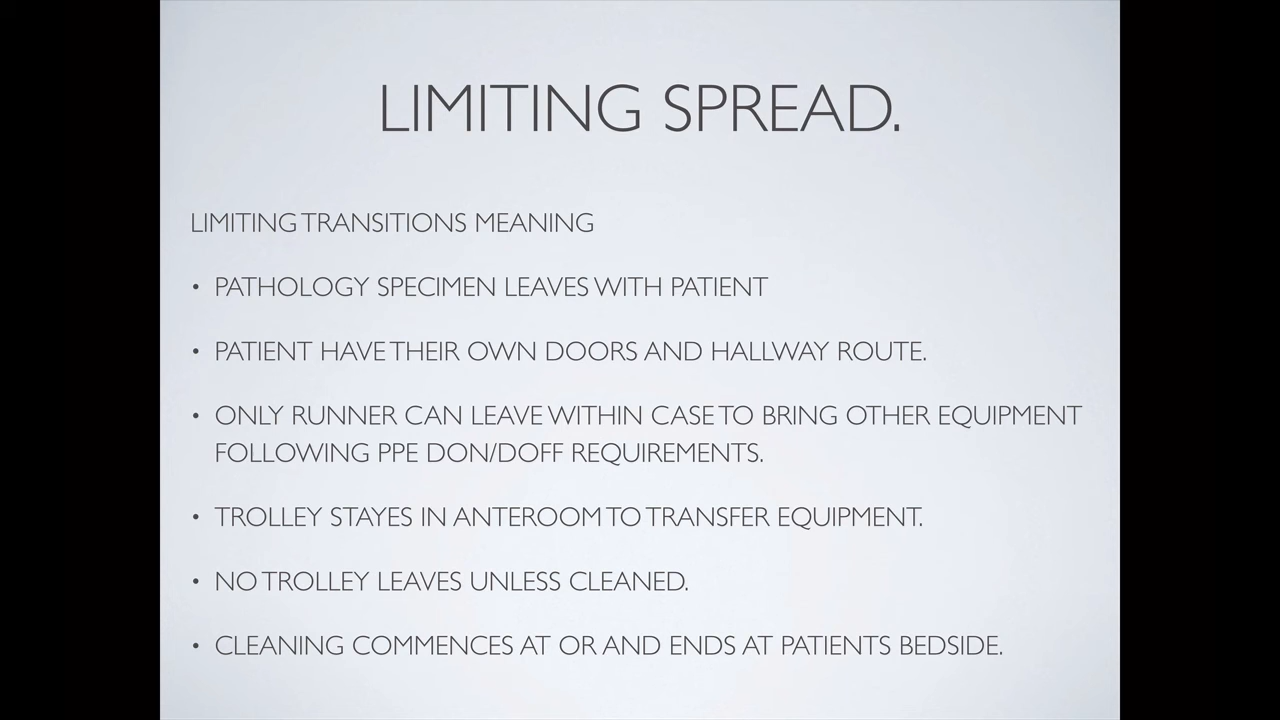 LIMITING SPREAD.
LIMITING TRANSITIONS MEANING
• PATHOLOGY SPECIMEN LEAVES WITH PATIENT
• PATIENT HAVE THEIR OWN DOORS AND HALLWAY ROUTE.
• ONLY RUNNER CAN LEAVE WITHIN CASE TO BRING OTHER EQUIPMENT
FOLLOWING PPE DON/DOFF REQUIREMENTS.
• TROLLEY STAYES IN ANTEROOM TO TRANSFER EQUIPMENT.
• NO TROLLEY LEAVES UNLESS CLEANED.
• CLEANING COMMENCES AT OR AND ENDS AT PATIENTS BEDSIDE.